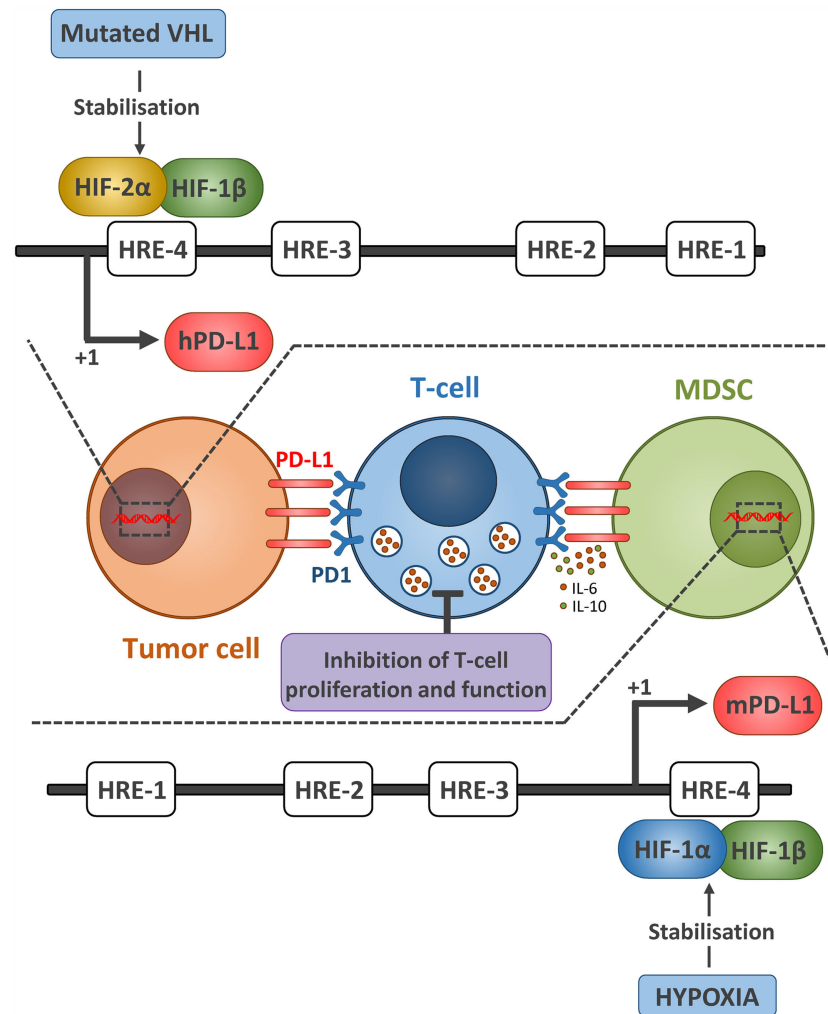 Mutated VHL
Stabilisation
HIF-2α HIF-1β
HRE-4 HRE-3 HRE-2 HRE-1
+1 hPD-L1
T-cell MDSC
PD-L1
PD1
IL-6
IL-10
Tumor cell
Inhibition of T-cell
proliferation and function
+1 mPD-L1
HRE-1 HRE-2 HRE-3 HRE-4
HIF-1α HIF-1β
Stabilisation
HYPOXIA